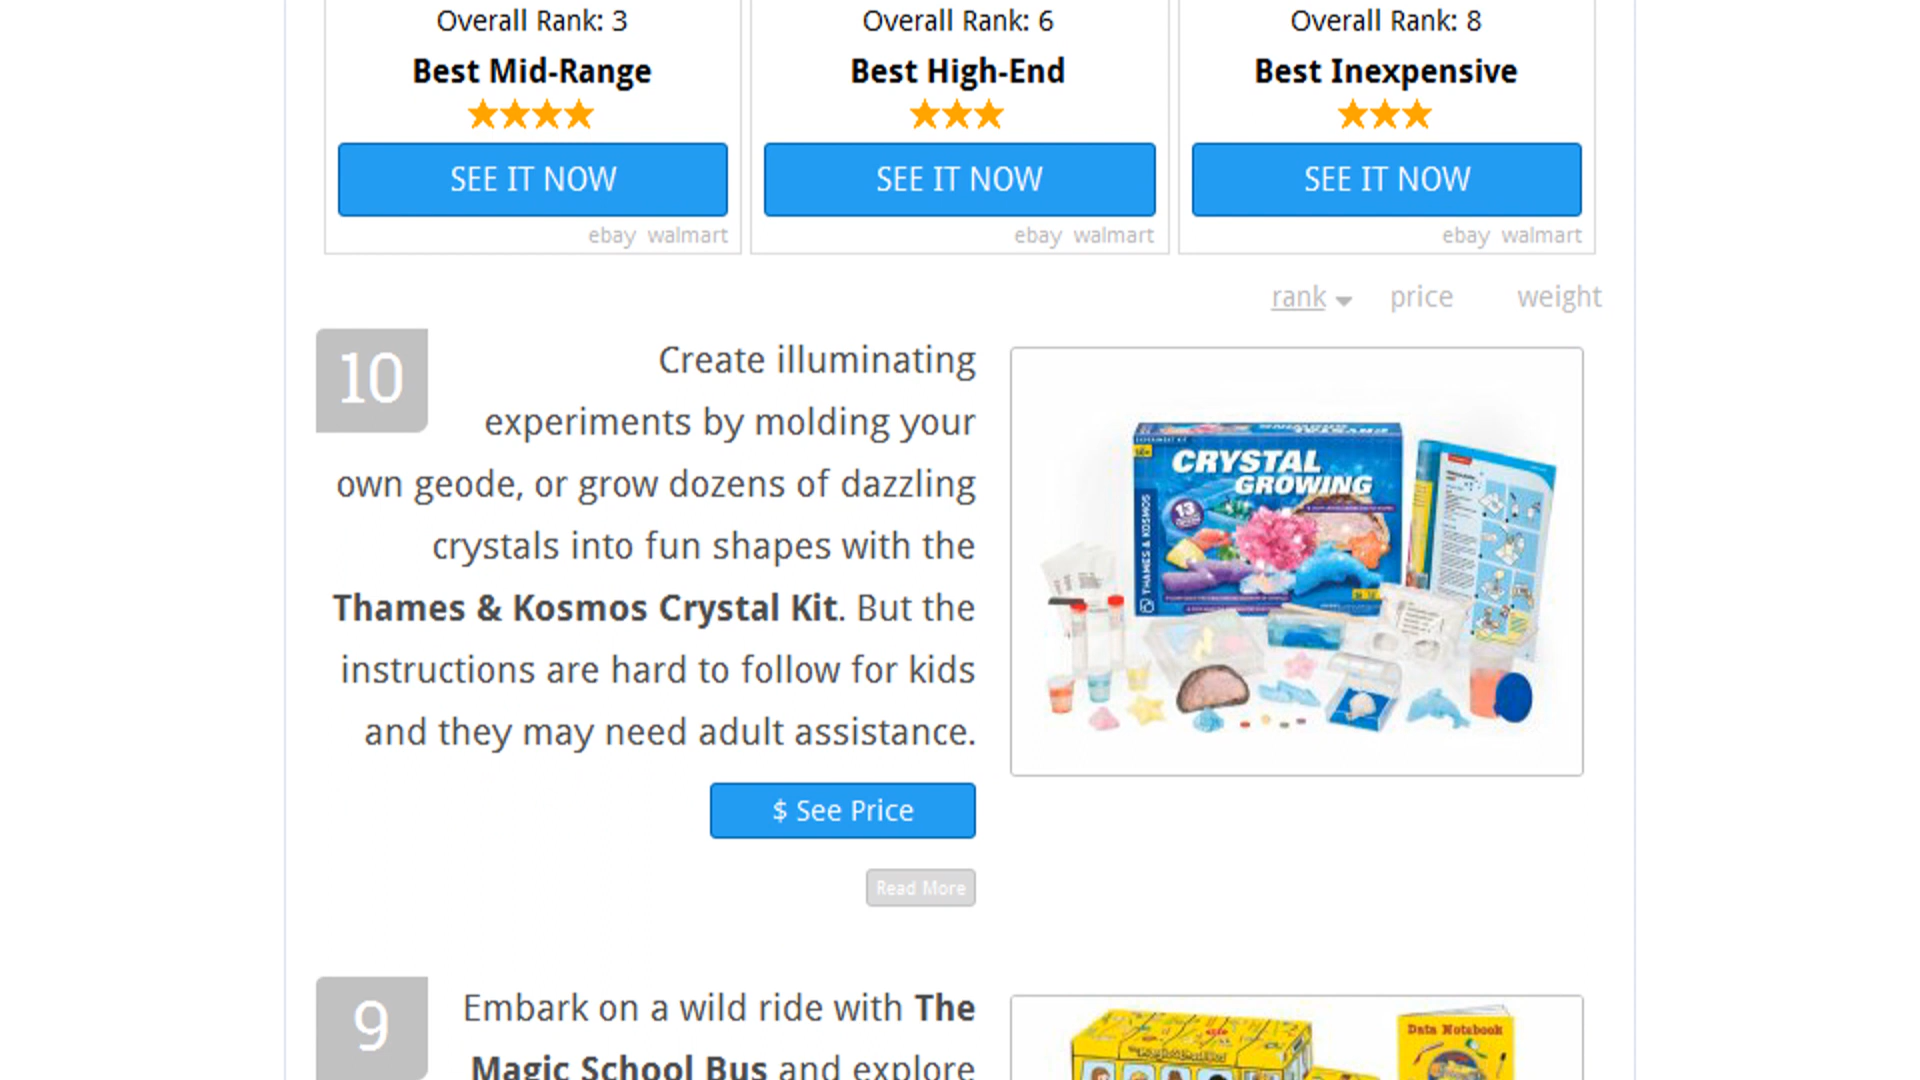 Overall Rank: 3
Best Mid-Range
SEE IT NOW
ebay walmart
Overall Rank: 6
Best High-End
SEE IT NOW
ebay walmart
Overall Rank: 8
Best Inexpensive
SEE IT NOW
ebay walmart
rank price weight
10
Create illuminating
experiments by molding your
own geode, or grow dozens of dazzling
crystals into fun shapes with the
Thames & Kosmos Crystal Kit. But the
instructions are hard to follow for kids
and they may need adult assistance.
$ See Price
Read More
CRYSTAL
GROWING
13
THAMES & KOSMOS
9
Embark on a wild ride with The
Magic School Bus and explore
Data Notebook